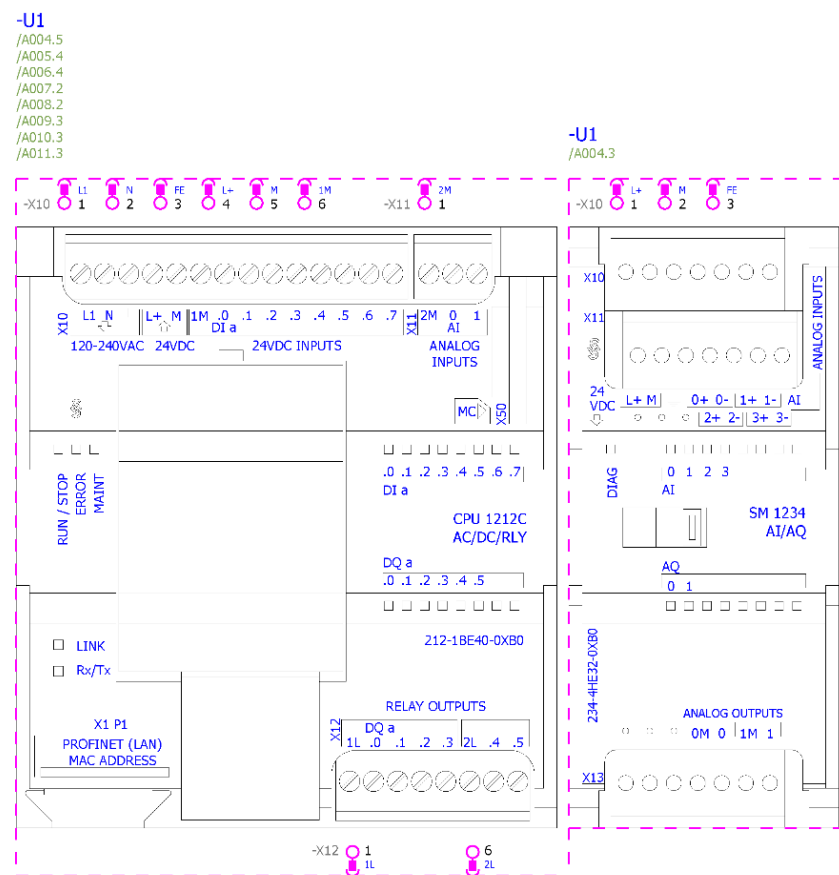 -U1
/A004.5
/A005.4
/A006.4
/A007.2
/A008.2
/A009.3
/A010.3
/A011.3
-U1
/A004.3
L1 N FE L+ M 1M 2M
-X10 1 2 3 4 5 6 -X11 1
L+ M FE
-X10 1 2 3
X10 L1 N L+ M 1M .0 .1 .2 .3 .4 .5 .6 .7 X11 2M 0 1
DI a AI
120-240VAC 24VDC 24VDC INPUTS ANALOG
INPUTS
MC X50
RUN / STOP
ERROR
MAINT
.0 .1 .2 .3 .4 .5 .6 .7
DI a
CPU 1212C
AC/DC/RLY
DQ a
.0 .1 .2 .3 .4 .5
212-1BE40-0XB0
LINK
Rx/Tx
X1 P1
PROFINET (LAN)
MAC ADDRESS
RELAY OUTPUTS
X12 DQ a
1L .0 .1 .2 .3 2L .4 .5
-X12 1 6
1L 2L
X10
X11
ANALOG INPUTS
24
VDC
L+ M 0+ 0- 1+ 1- AI
2+ 2- 3+ 3-
DIAG
0 1 2 3
AI
SM 1234
AI/AQ
AQ
0 1
234-4HE32-0XB0
ANALOG OUTPUTS
0M 0 1M 1
X13